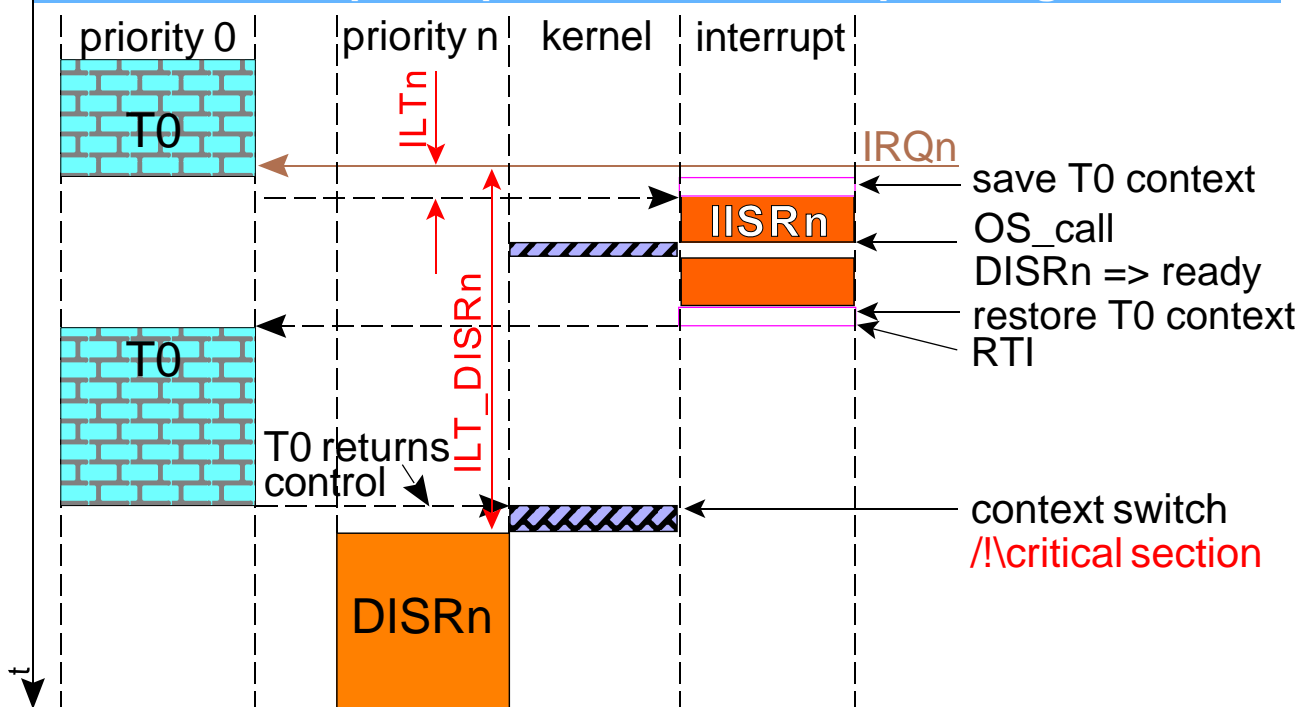 priority 0
priority n
kernel
interrupt
T0
ILTn
IRQn
save T0 context
IISRn
OS_call
DISRn => ready
restore T0 context
RTI
T0
ILT_DISRn
T0 returns
control
context switch
/!\critical section
DISRn
t